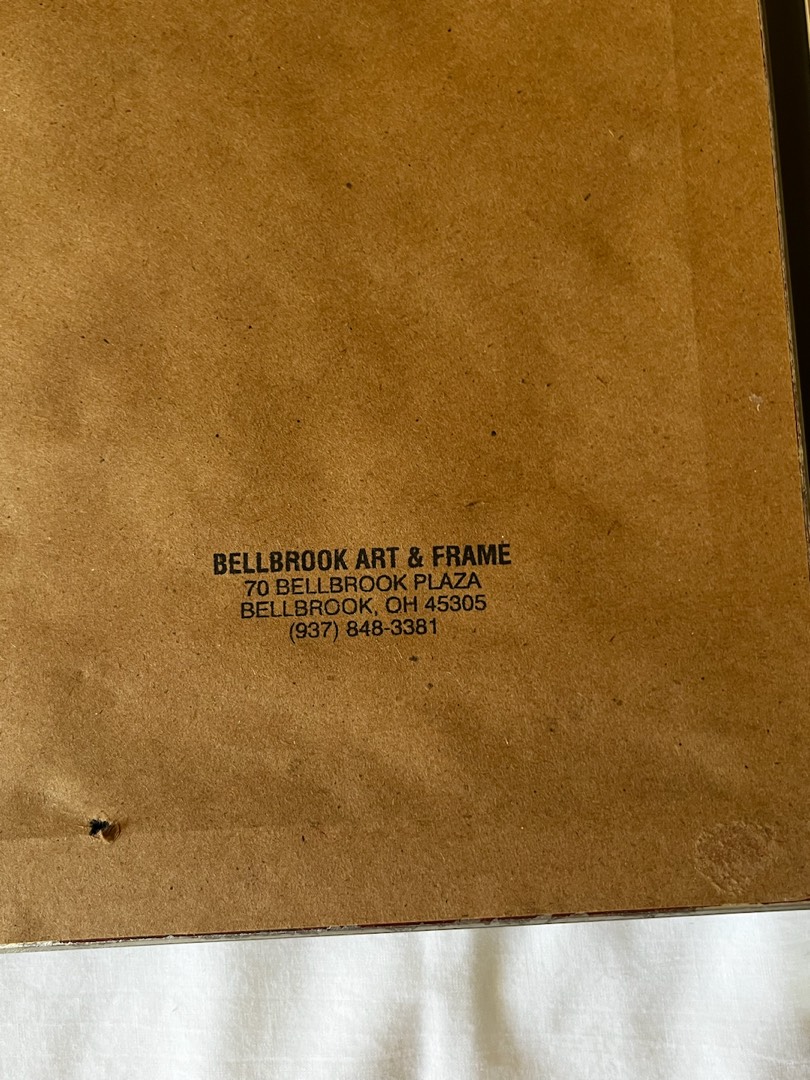 BELLBROOK ART & FRAME
70 BELLBROOK PLAZA
BELLBROOK, OH 45305
(937) 848-3381